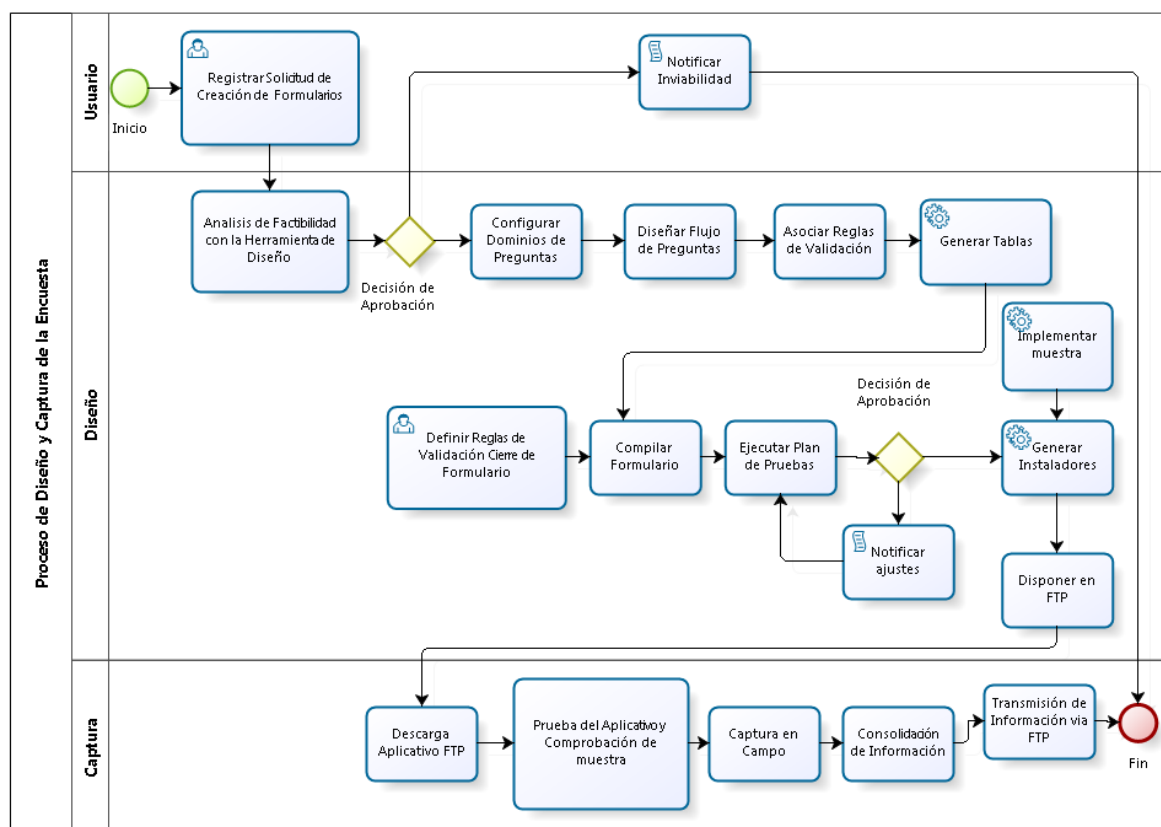 Proceso de Diseño y Captura de la Encuesta
Usuario
Inicio
Registrar Solicitud de
Creación de Formularios
Notificar
Inviabilidad
Diseño
Analisis de Factibilidad
con la Herramienta de
Diseño
Decisión de
Aprobación
Configurar
Dominios de
Preguntas
Diseñar Flujo
de Preguntas
Asociar Reglas
de Validación
Generar Tablas
Implementar
muestra
Decisión de
Aprobación
Definir Reglas de
Validación Cierre de
Formulario
Compilar
Formulario
Ejecutar Plan
de Pruebas
Generar
Instaladores
Notificar
ajustes
Disponer en
FTP
Captura
Descarga
Aplicativo FTP
Prueba del Aplicativo y
Comprobación de
muestra
Captura en
Campo
Consolidación
de Información
Transmisión de
Información via
FTP
Fin